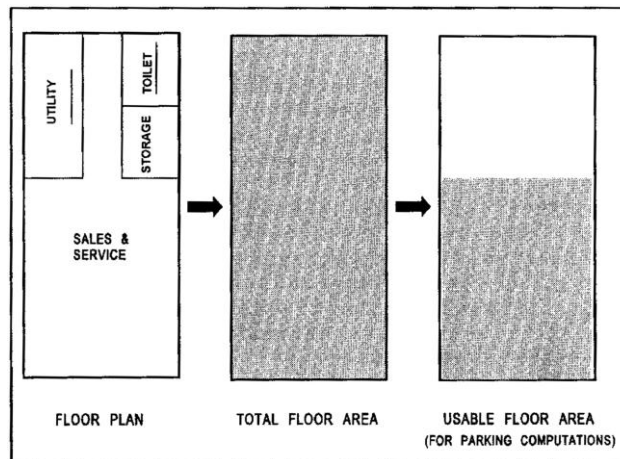 UTILITY
TOILET
STORAGE
SALES &
SERVICE
FLOOR PLAN
TOTAL FLOOR AREA
USABLE FLOOR AREA
(FOR PARKING COMPUTATIONS)